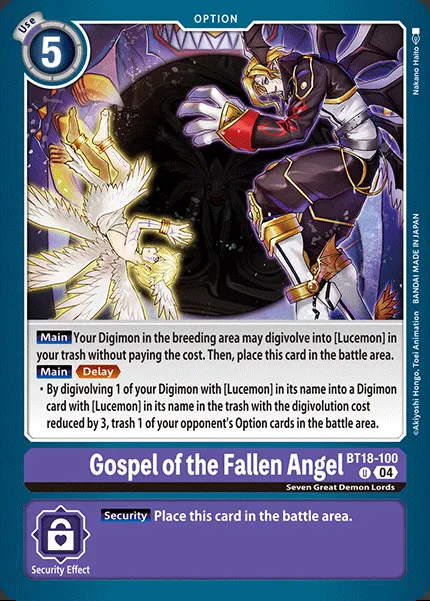 OPTION
Use
5
Nakano Haito
©Akiyoshi Hongo, Toei Animation BANDAI MADE IN JAPAN
Main Your Digimon in the breeding area may digivolve into [Lucemon] in
your trash without paying the cost. Then, place this card in the battle area.
Main Delay
・By digivolving 1 of your Digimon with [Lucemon] in its name into a Digimon
card with [Lucemon] in its name in the trash with the digivolution cost
reduced by 3, trash 1 of your opponent's Option cards in the battle area.
Gospel of the Fallen Angel
BT18-100
U 04
Seven Great Demon Lords
Security Place this card in the battle area.
Security Effect